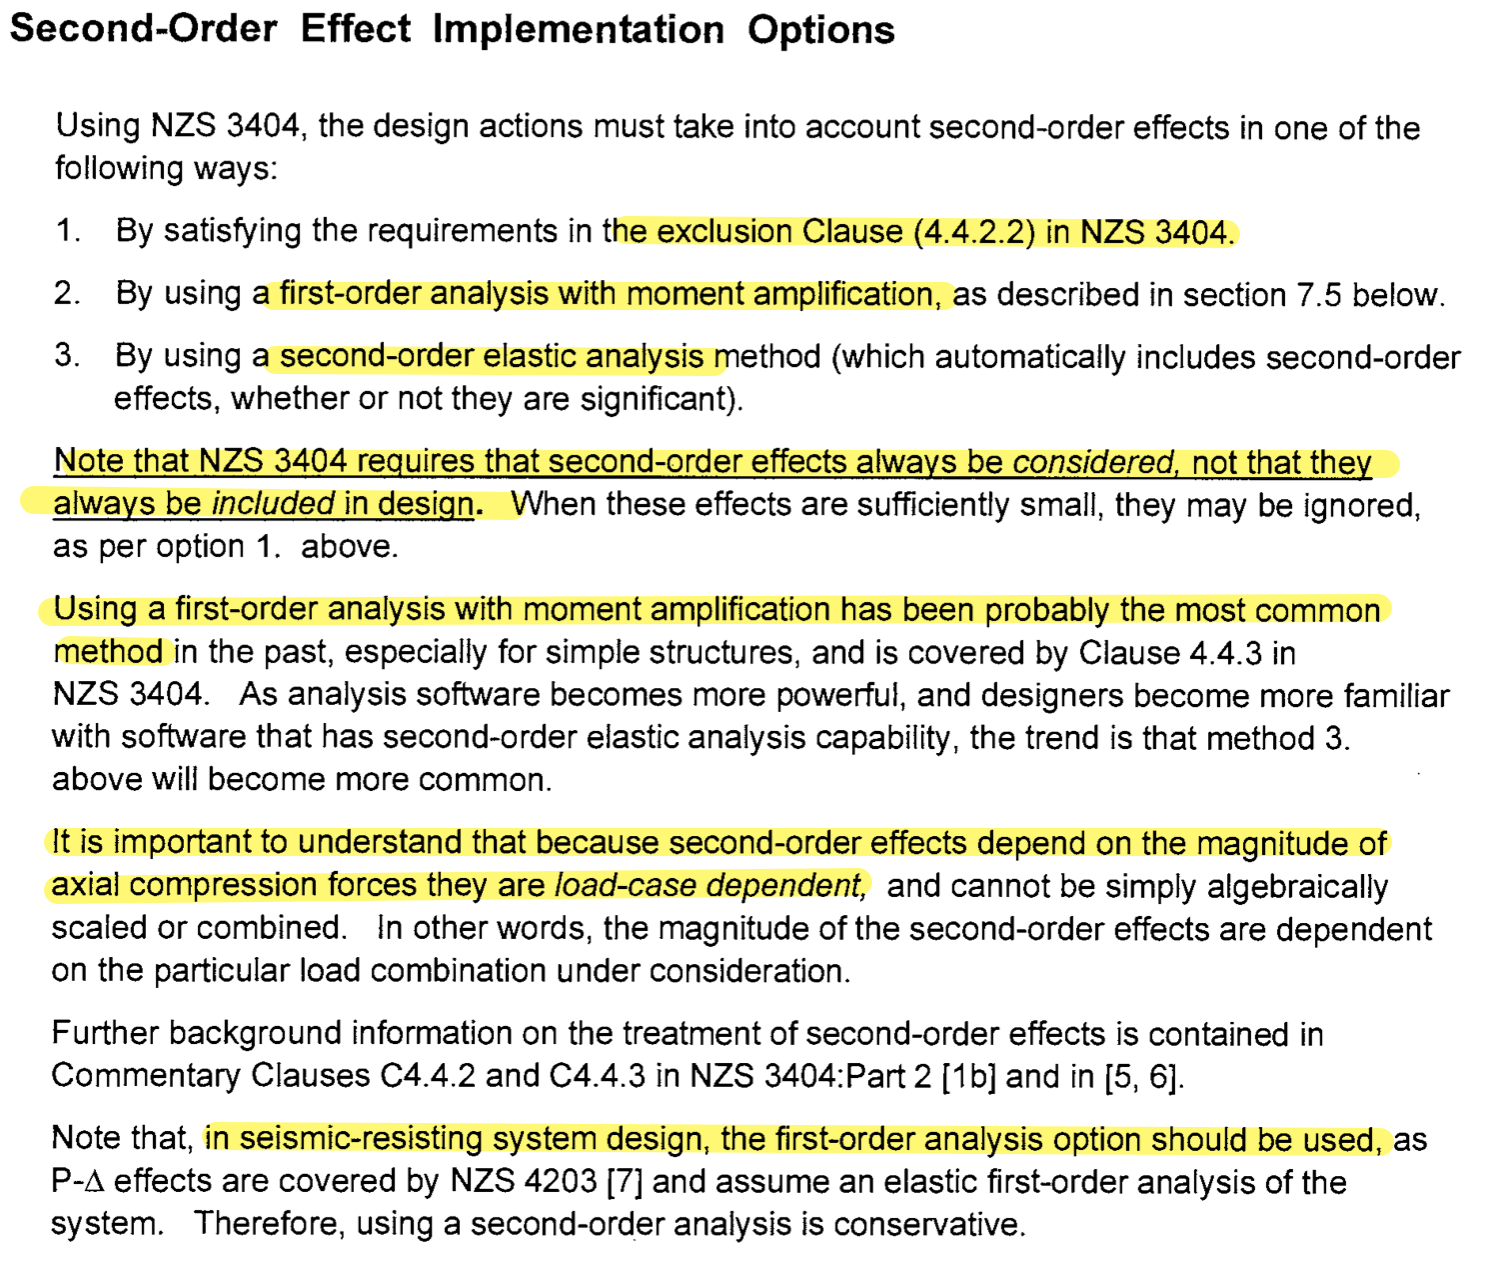 Second-Order Effect Implementation Options
Using NZS 3404, the design actions must take into account second-order effects in one of the
following ways:
1. By satisfying the requirements in the exclusion Clause (4.4.2.2) in NZS 3404.
2. By using a first-order analysis with moment amplification, as described in section 7.5 below.
3. By using a second-order elastic analysis method (which automatically includes second-order
effects, whether or not they are significant).
Note that NZS 3404 requires that second-order effects always be considered, not that they
always be included in design. When these effects are sufficiently small, they may be ignored,
as per option 1. above.
Using a first-order analysis with moment amplification has been probably the most common
method in the past, especially for simple structures, and is covered by Clause 4.4.3 in
NZS 3404. As analysis software becomes more powerful, and designers become more familiar
with software that has second-order elastic analysis capability, the trend is that method 3.
above will become more common.
It is important to understand that because second-order effects depend on the magnitude of
axial compression forces they are load-case dependent, and cannot be simply algebraically
scaled or combined. In other words, the magnitude of the second-order effects are dependent
on the particular load combination under consideration.
Further background information on the treatment of second-order effects is contained in
Commentary Clauses C4.4.2 and C4.4.3 in NZS 3404:Part 2 [1b] and in [5, 6].
Note that, in seismic-resisting system design, the first-order analysis option should be used, as
P-Δ effects are covered by NZS 4203 [7] and assume an elastic first-order analysis of the
system. Therefore, using a second-order analysis is conservative.